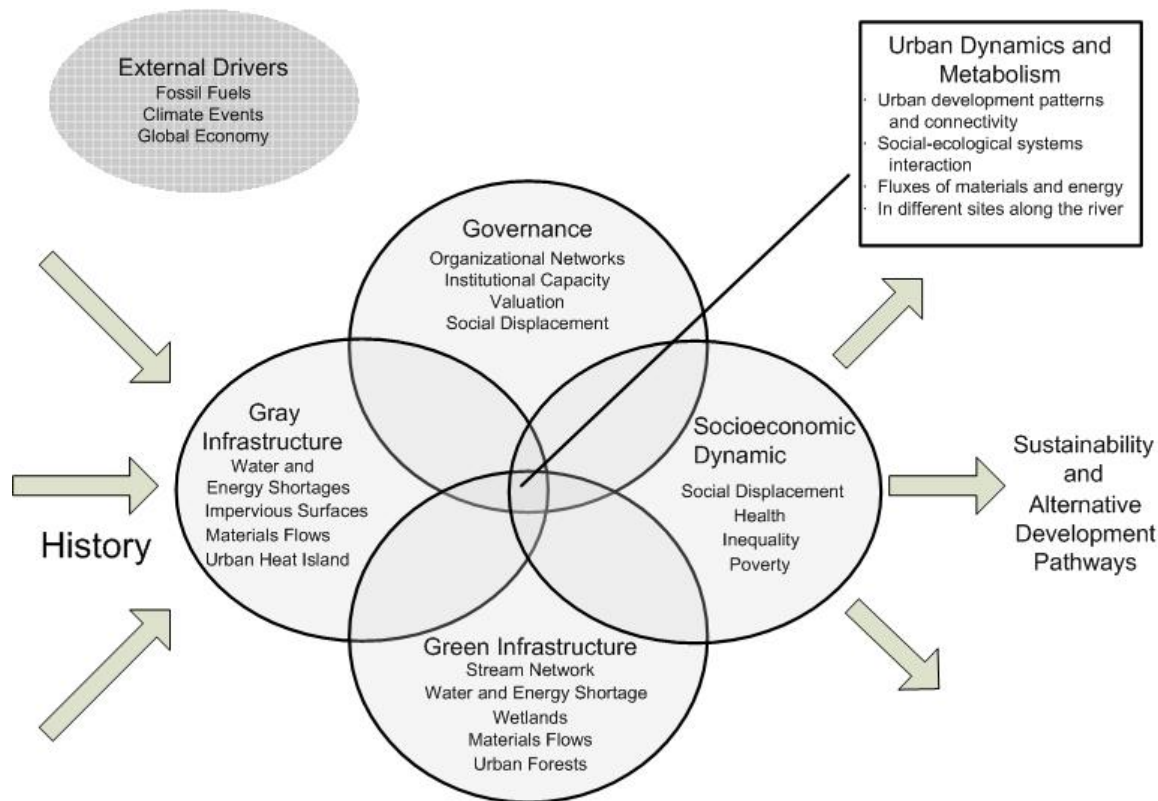 External Drivers
Fossil Fuels
Climate Events
Global Economy
Urban Dynamics and
Metabolism
· Urban development patterns
and connectivity
· Social-ecological systems
interaction
· Fluxes of materials and energy
· In different sites along the river
Governance
Organizational Networks
Institutional Capacity
Valuation
Social Displacement
Gray
Infrastructure
Water and
Energy Shortages
Impervious Surfaces
Materials Flows
Urban Heat Island
Socioeconomic
Dynamic
Social Displacement
Health
Inequality
Poverty
History
Sustainability
and
Alternative
Development
Pathways
Green Infrastructure
Stream Network
Water and Energy Shortage
Wetlands
Materials Flows
Urban Forests